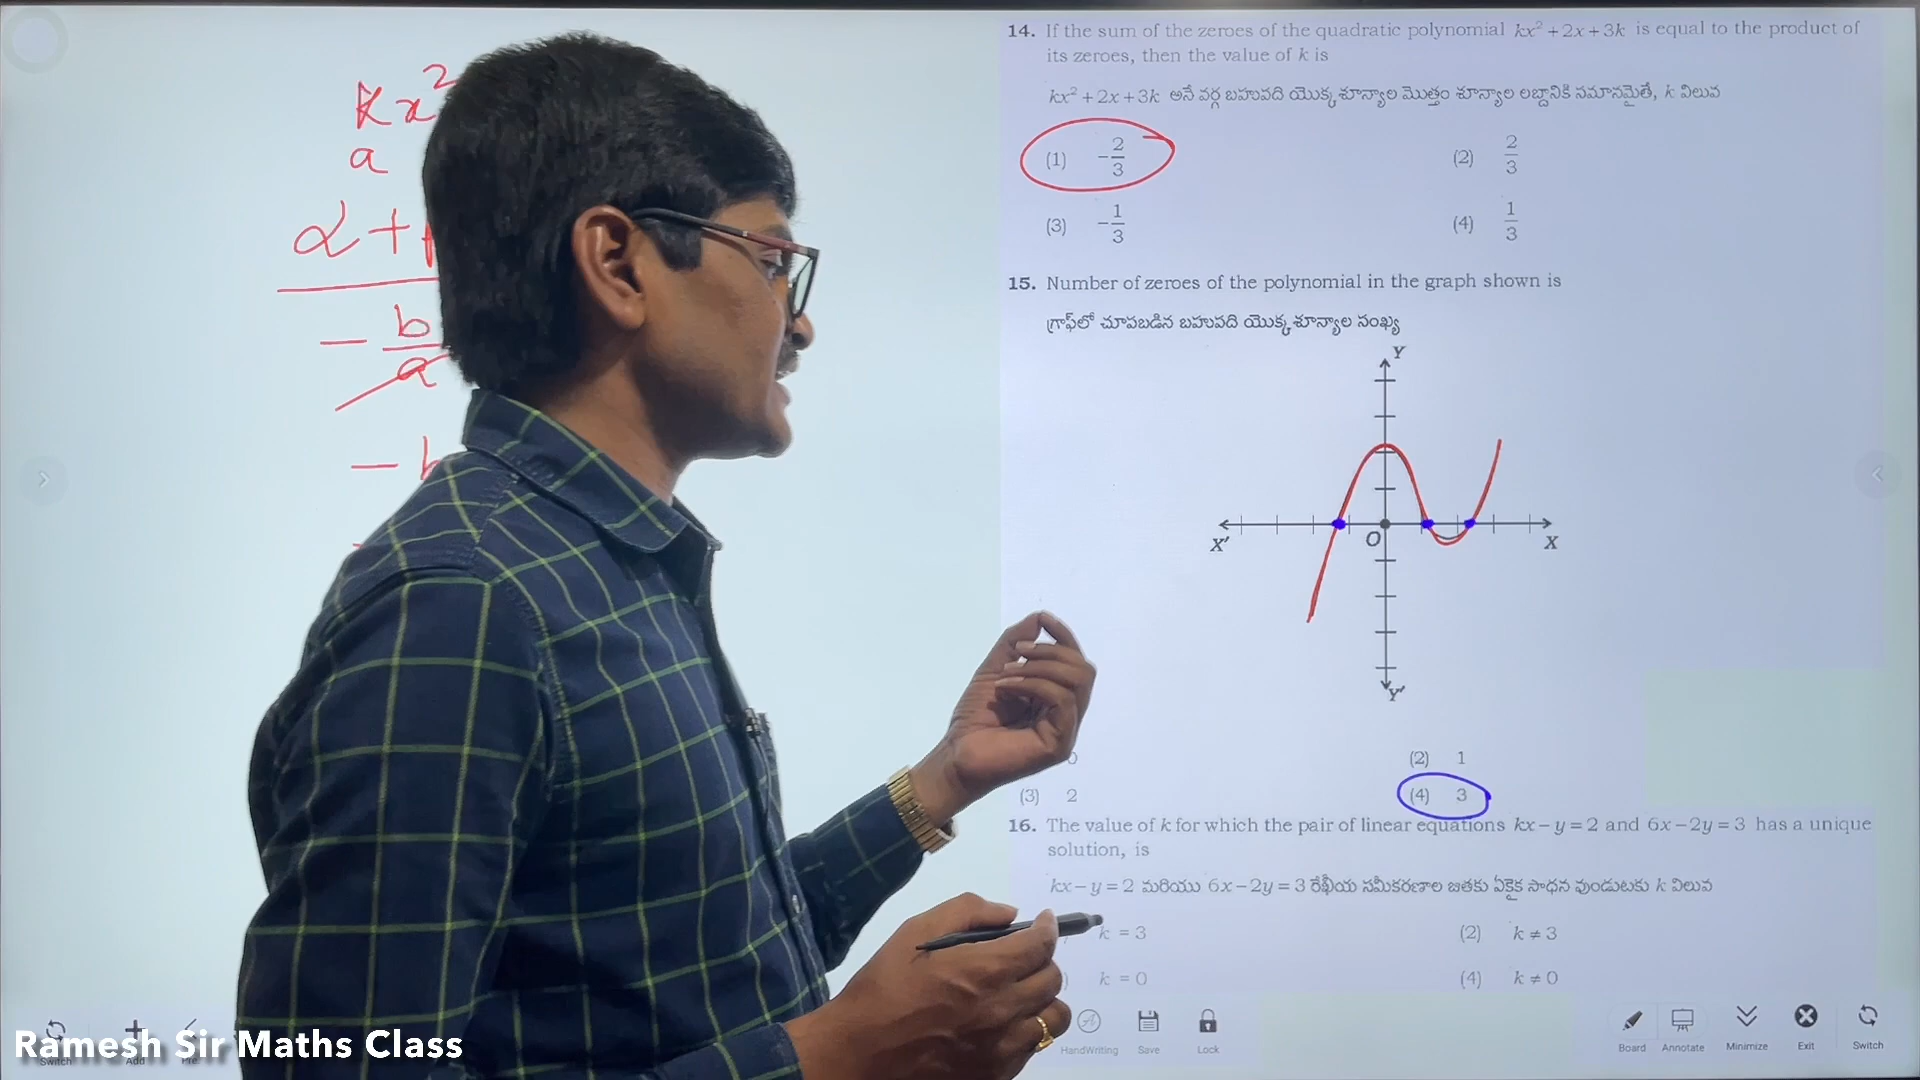 kx²
a
α +
- b
a
-
14. If the sum of the zeroes of the quadratic polynomial kx² + 2x + 3k is equal to the product of
its zeroes, then the value of k is
kx² + 2x + 3k అనే వర్గ బహుపది యొక్క శూన్యాల మొత్తం శూన్యాల లబ్దానికి సమానమైతే, k విలువ
(1) -2/3 (2) 2/3
(3) -1/3 (4) 1/3
15. Number of zeroes of the polynomial in the graph shown is
గ్రాఫ్‌లో చూపబడిన బహుపది యొక్క శూన్యాల సంఖ్య
Y
X′ O X
Y′
0 (2) 1
(3) 2 (4) 3
16. The value of k for which the pair of linear equations kx – y = 2 and 6x – 2y = 3 has a unique
solution, is
kx – y = 2 మరియు 6x – 2y = 3 రేఖీయ సమీకరణాల జతకు ఏకైక సాధన వుండుటకు k విలువ
k = 3 (2) k ≠ 3
) k = 0 (4) k ≠ 0
HandWriting Save Lock Board Annotate Minimize Exit Switch
Switch Add Pre
Ramesh Sir Maths Class